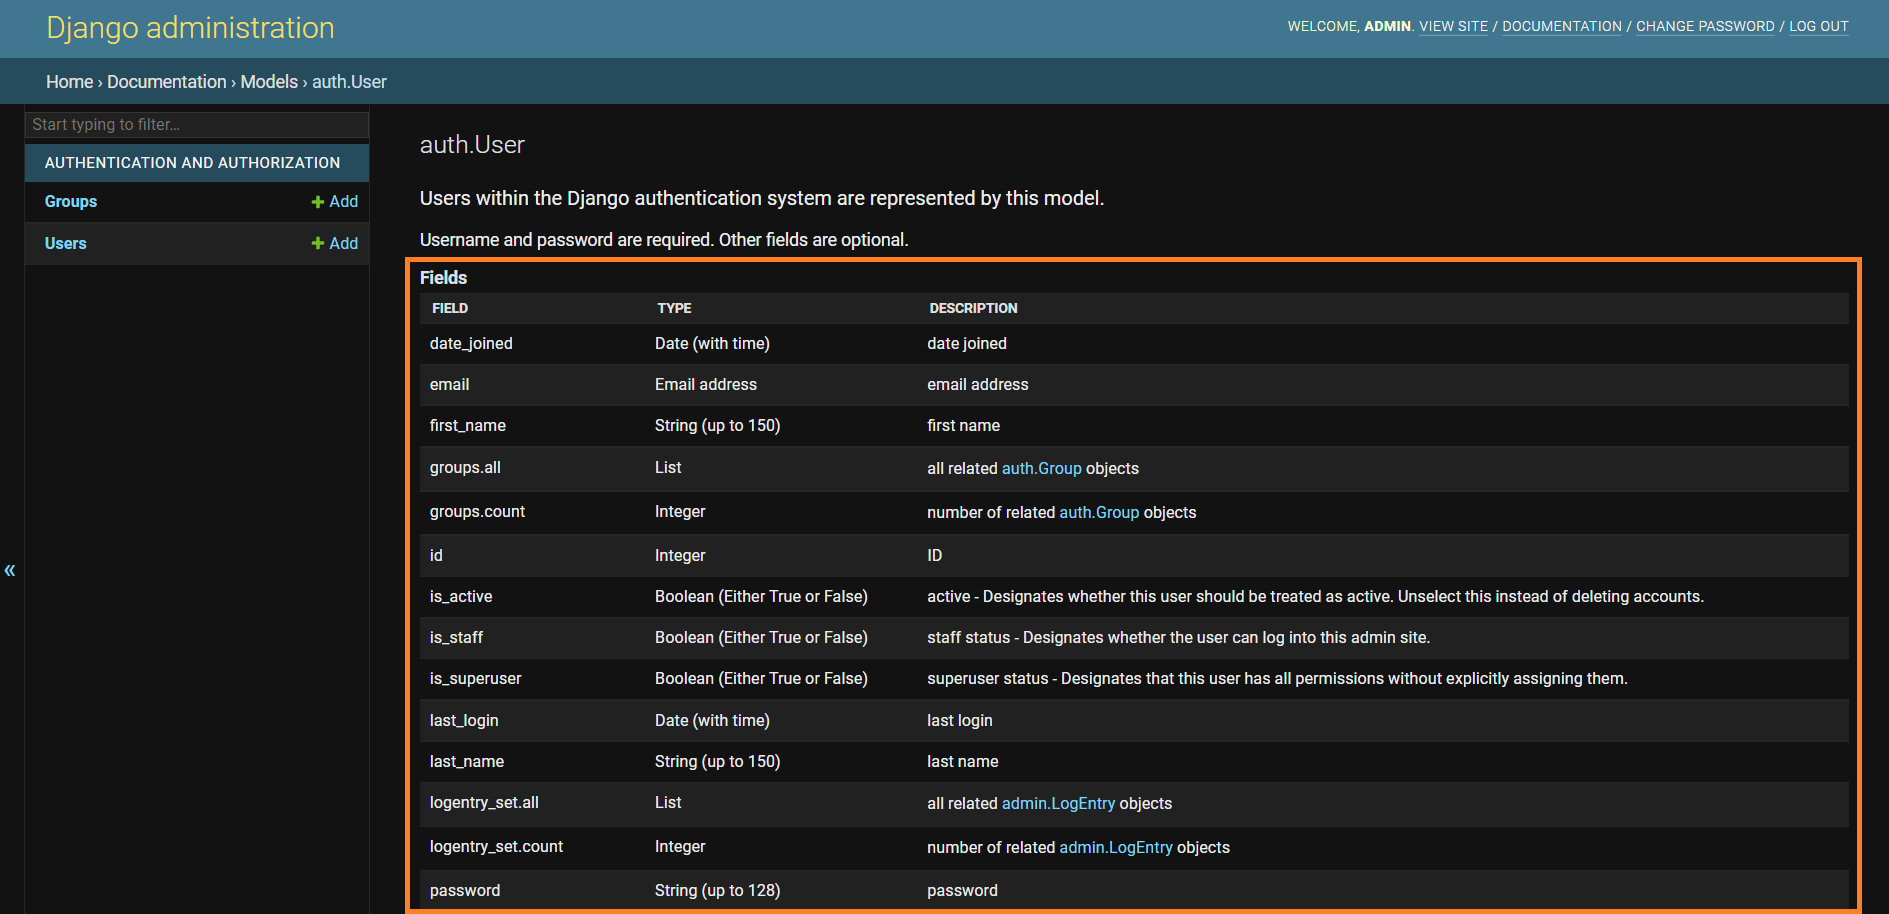 Django administration
WELCOME, ADMIN. VIEW SITE / DOCUMENTATION / CHANGE PASSWORD / LOG OUT
Home › Documentation › Models › auth.User
Start typing to filter...
AUTHENTICATION AND AUTHORIZATION
Groups + Add
Users + Add
«
auth.User
Users within the Django authentication system are represented by this model.
Username and password are required. Other fields are optional.
Fields
FIELD TYPE DESCRIPTION
date_joined Date (with time) date joined
email Email address email address
first_name String (up to 150) first name
groups.all List all related auth.Group objects
groups.count Integer number of related auth.Group objects
id Integer ID
is_active Boolean (Either True or False) active - Designates whether this user should be treated as active. Unselect this instead of deleting accounts.
is_staff Boolean (Either True or False) staff status - Designates whether the user can log into this admin site.
is_superuser Boolean (Either True or False) superuser status - Designates that this user has all permissions without explicitly assigning them.
last_login Date (with time) last login
last_name String (up to 150) last name
logentry_set.all List all related admin.LogEntry objects
logentry_set.count Integer number of related admin.LogEntry objects
password String (up to 128) password